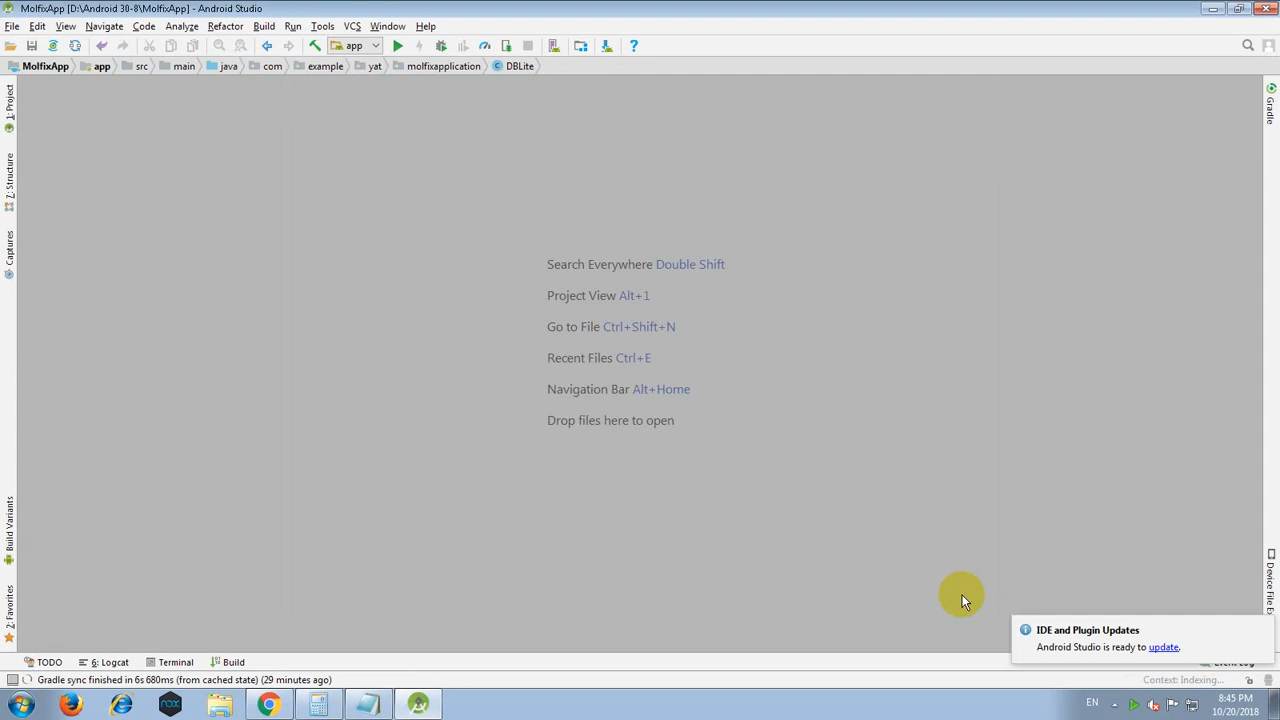 MolfixApp [D:\Android 30-8\MolfixApp] - Android Studio
File Edit View Navigate Code Analyze Refactor Build Run Tools VCS Window Help
app
MolfixApp app src main java com example yat molfixapplication DBLite
1: Project
7: Structure
Captures
Build Variants
2: Favorites
Gradle
Search Everywhere Double Shift
Project View Alt+1
Go to File Ctrl+Shift+N
Recent Files Ctrl+E
Navigation Bar Alt+Home
Drop files here to open
Device File
IDE and Plugin Updates
Android Studio is ready to update.
TODO 6: Logcat Terminal Build
Gradle sync finished in 6s 680ms (from cached state) (29 minutes ago)
Context: Indexing...
nox
EN
8:45 PM
10/20/2018